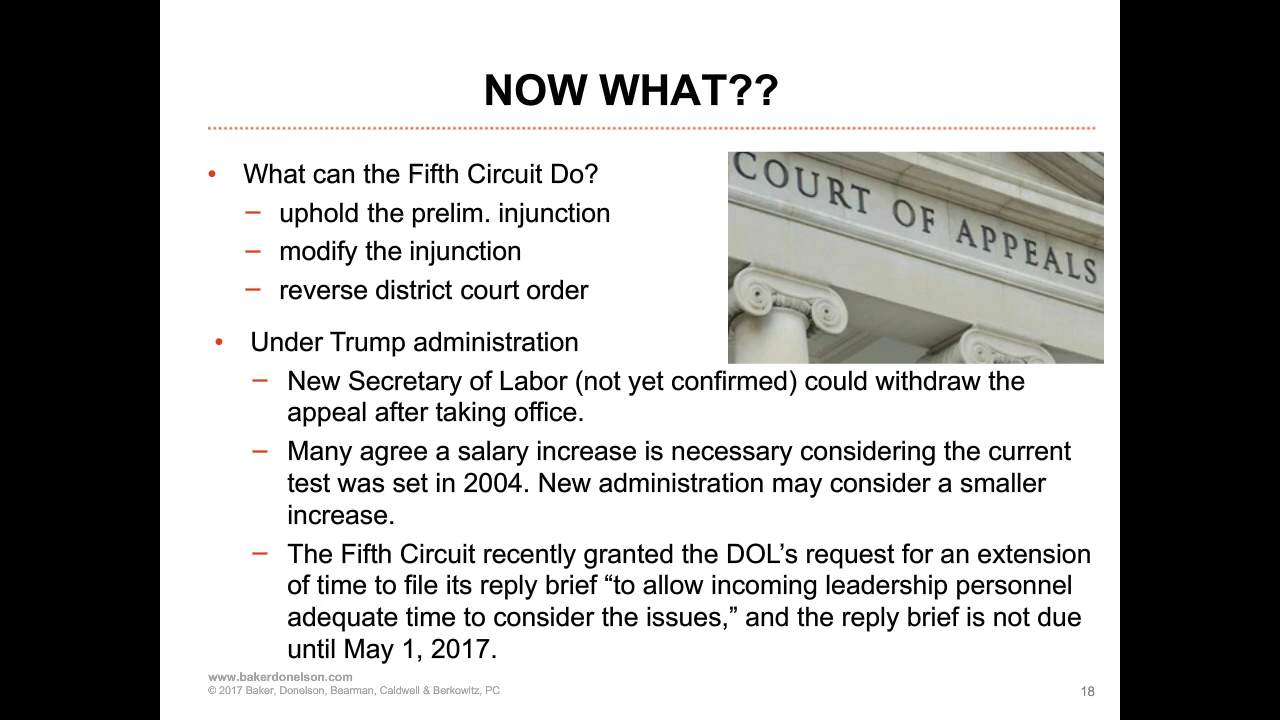 NOW WHAT??
• What can the Fifth Circuit Do?
– uphold the prelim. injunction
– modify the injunction
– reverse district court order
COURT OF APPEALS
• Under Trump administration
– New Secretary of Labor (not yet confirmed) could withdraw the
appeal after taking office.
– Many agree a salary increase is necessary considering the current
test was set in 2004. New administration may consider a smaller
increase.
– The Fifth Circuit recently granted the DOL’s request for an extension
of time to file its reply brief “to allow incoming leadership personnel
adequate time to consider the issues,” and the reply brief is not due
until May 1, 2017.
www.bakerdonelson.com
© 2017 Baker, Donelson, Bearman, Caldwell & Berkowitz, PC
18